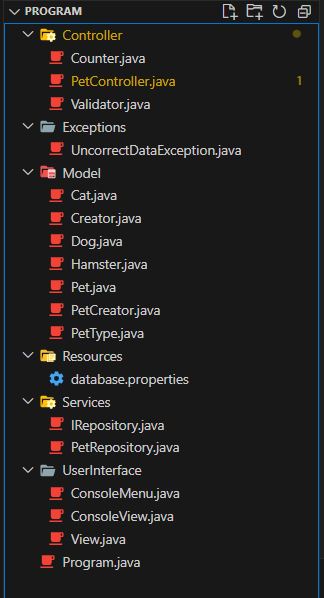 PROGRAM
Controller
Counter.java
PetController.java 1
Validator.java
Exceptions
UncorrectDataException.java
Model
Cat.java
Creator.java
Dog.java
Hamster.java
Pet.java
PetCreator.java
PetType.java
Resources
database.properties
Services
IRepository.java
PetRepository.java
UserInterface
ConsoleMenu.java
ConsoleView.java
View.java
Program.java